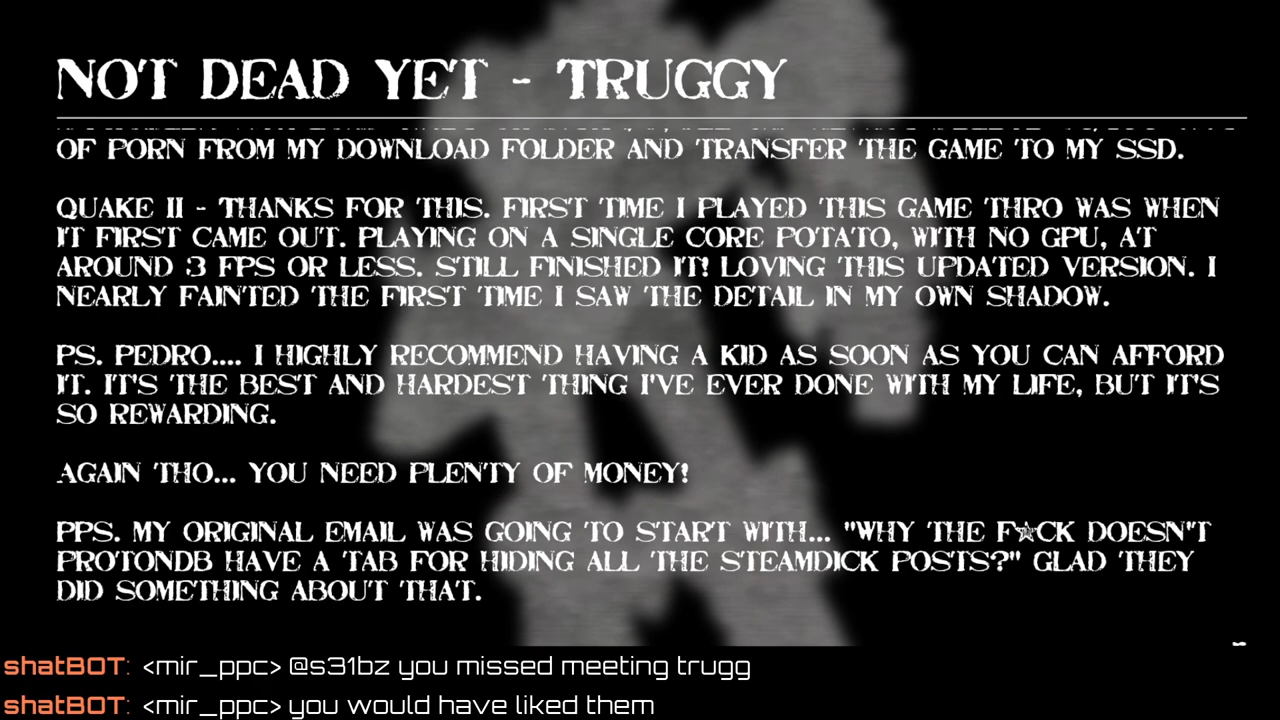 NOT DEAD YET - TRUGGY
OF PORN FROM MY DOWNLOAD FOLDER AND TRANSFER THE GAME TO MY SSD.
QUAKE II - THANKS FOR THIS. FIRST TIME I PLAYED THIS GAME THRO WAS WHEN
IT FIRST CAME OUT. PLAYING ON A SINGLE CORE POTATO, WITH NO GPU, AT
AROUND 3 FPS OR LESS. STILL FINISHED IT! LOVING THIS UPDATED VERSION. I
NEARLY FAINTED THE FIRST TIME I SAW THE DETAIL IN MY OWN SHADOW.
PS. PEDRO.... I HIGHLY RECOMMEND HAVING A KID AS SOON AS YOU CAN AFFORD
IT. IT'S THE BEST AND HARDEST THING I'VE EVER DONE WITH MY LIFE, BUT IT'S
SO REWARDING.
AGAIN THO... YOU NEED PLENTY OF MONEY!
PPS. MY ORIGINAL EMAIL WAS GOING TO START WITH... "WHY THE F☆CK DOESN'T
PROTONDB HAVE A TAB FOR HIDING ALL THE STEAMDICK POSTS?" GLAD THEY
DID SOMETHING ABOUT THAT.
shatBOT: <mir_ppc> @s31bz you missed meeting trugg
shatBOT: <mir_ppc> you would have liked them